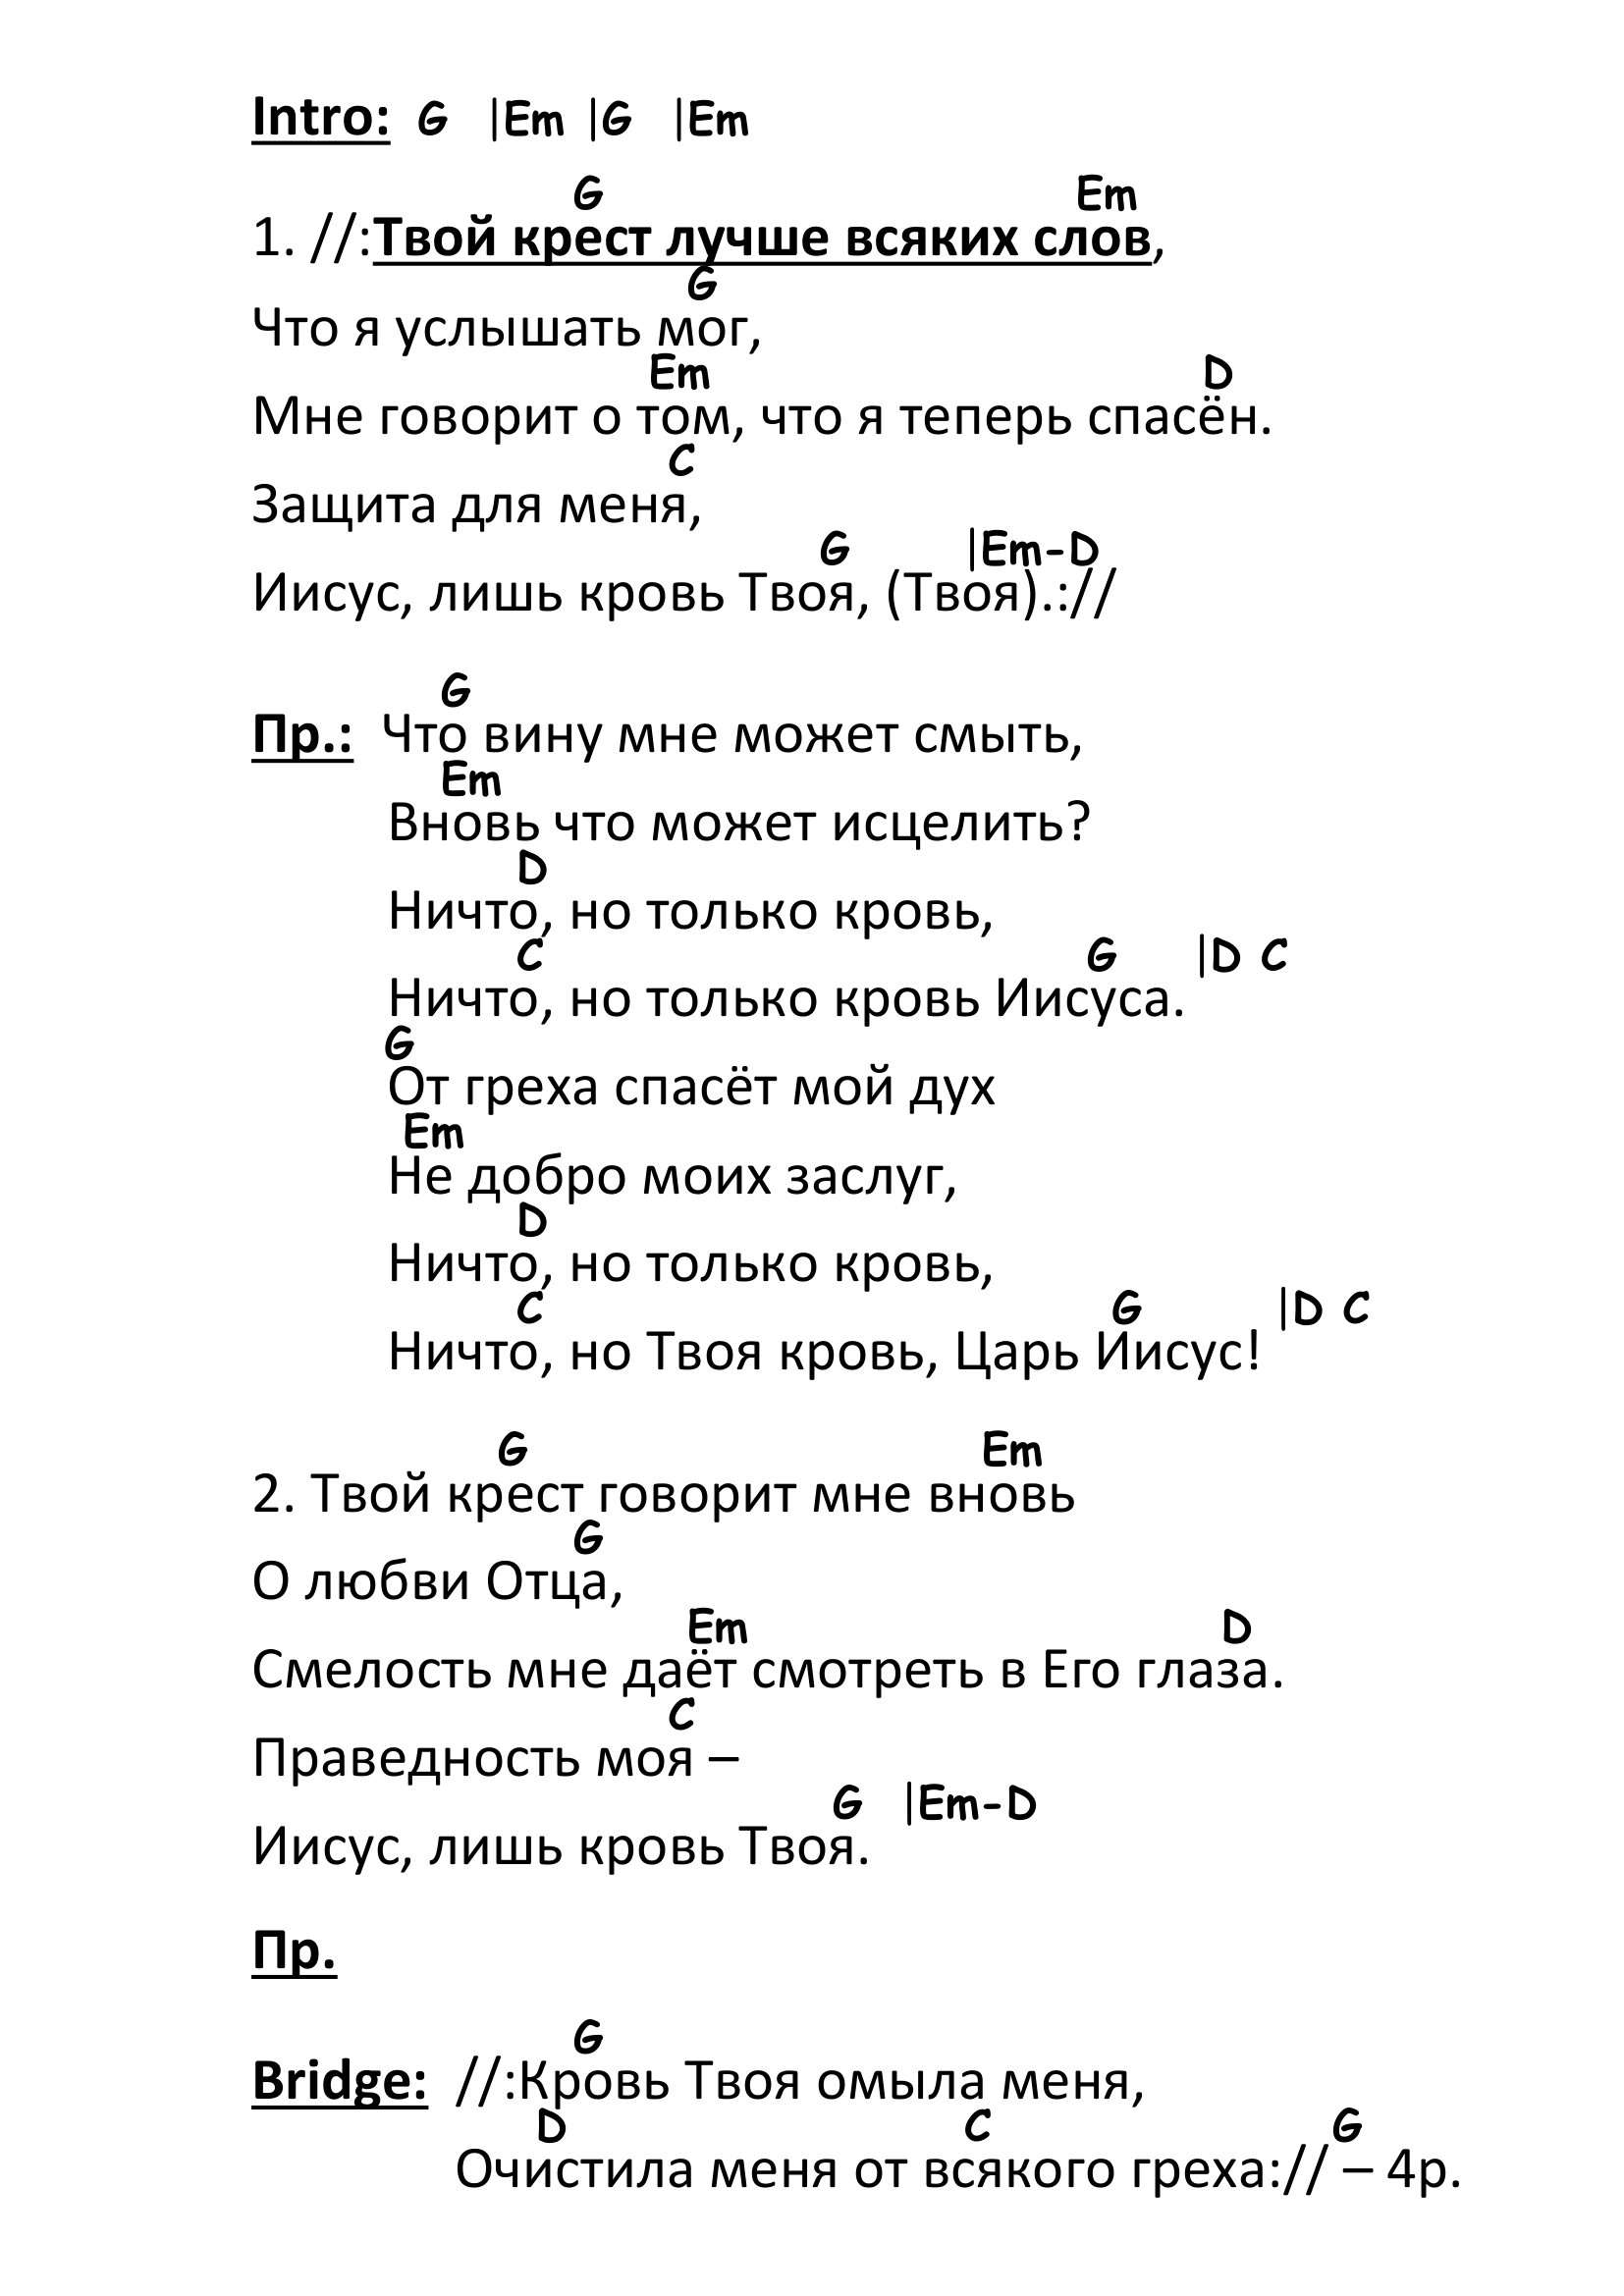 Intro: G |Em |G |Em
G Em
1. //:Твой крест лучше всяких слов,
G
Что я услышать мог,
Em D
Мне говорит о том, что я теперь спасён.
C
Защита для меня,
G |Em-D
Иисус, лишь кровь Твоя, (Твоя).://
G
Пр.: Что вину мне может смыть,
Em
Вновь что может исцелить?
D
Ничто, но только кровь,
C G |D C
Ничто, но только кровь Иисуса.
G
От греха спасёт мой дух
Em
Не добро моих заслуг,
D
Ничто, но только кровь,
C G |D C
Ничто, но Твоя кровь, Царь Иисус!
G Em
2. Твой крест говорит мне вновь
G
О любви Отца,
Em D
Смелость мне даёт смотреть в Его глаза.
C
Праведность моя –
G |Em-D
Иисус, лишь кровь Твоя.
Пр.
G
Bridge: //:Кровь Твоя омыла меня,
D C G
Очистила меня от всякого греха:// – 4р.